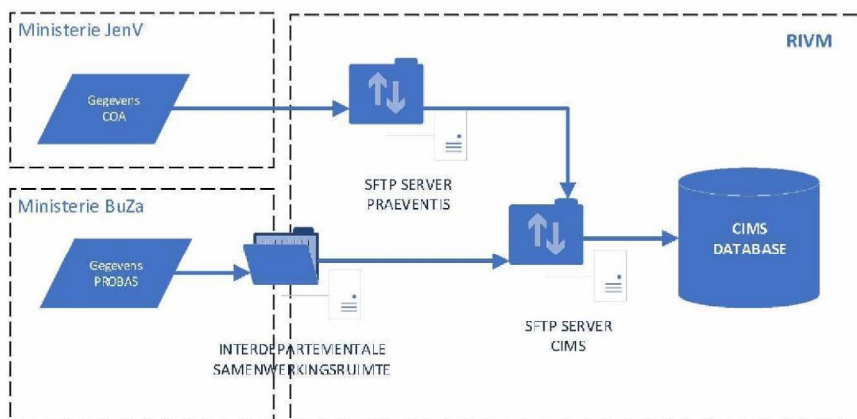 Ministerie JenV
RIVM
Gegevens
COA
SFTP SERVER
PRAEVENTIS
Ministerie BuZa
Gegevens
PROBAS
CIMS
DATABASE
INTERDEPARTEMENTALE
SAMENWERKINGSRUIMTE
SFTP SERVER
CIMS